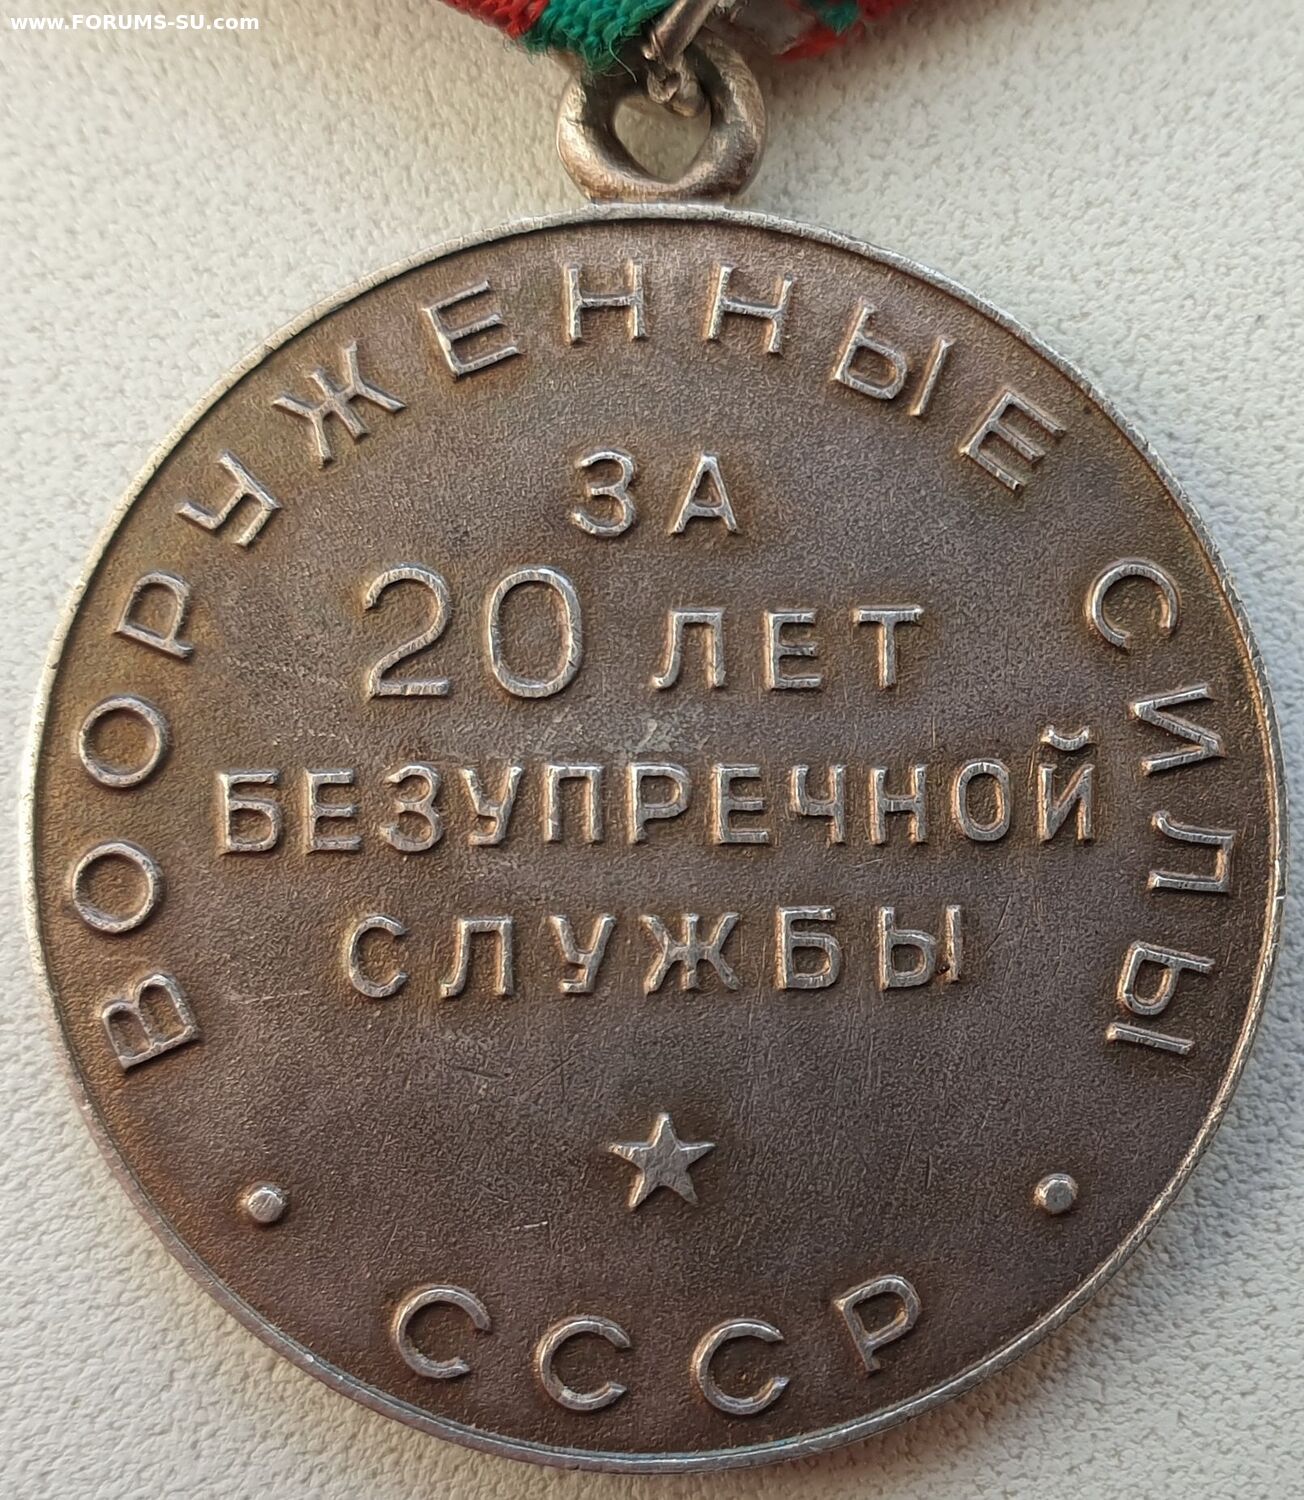 www.FORUMS-SU.com
ВООРУЖЕННЫЕ СИЛЫ
ЗА
20 ЛЕТ
БЕЗУПРЕЧНОЙ
СЛУЖБЫ
СССР